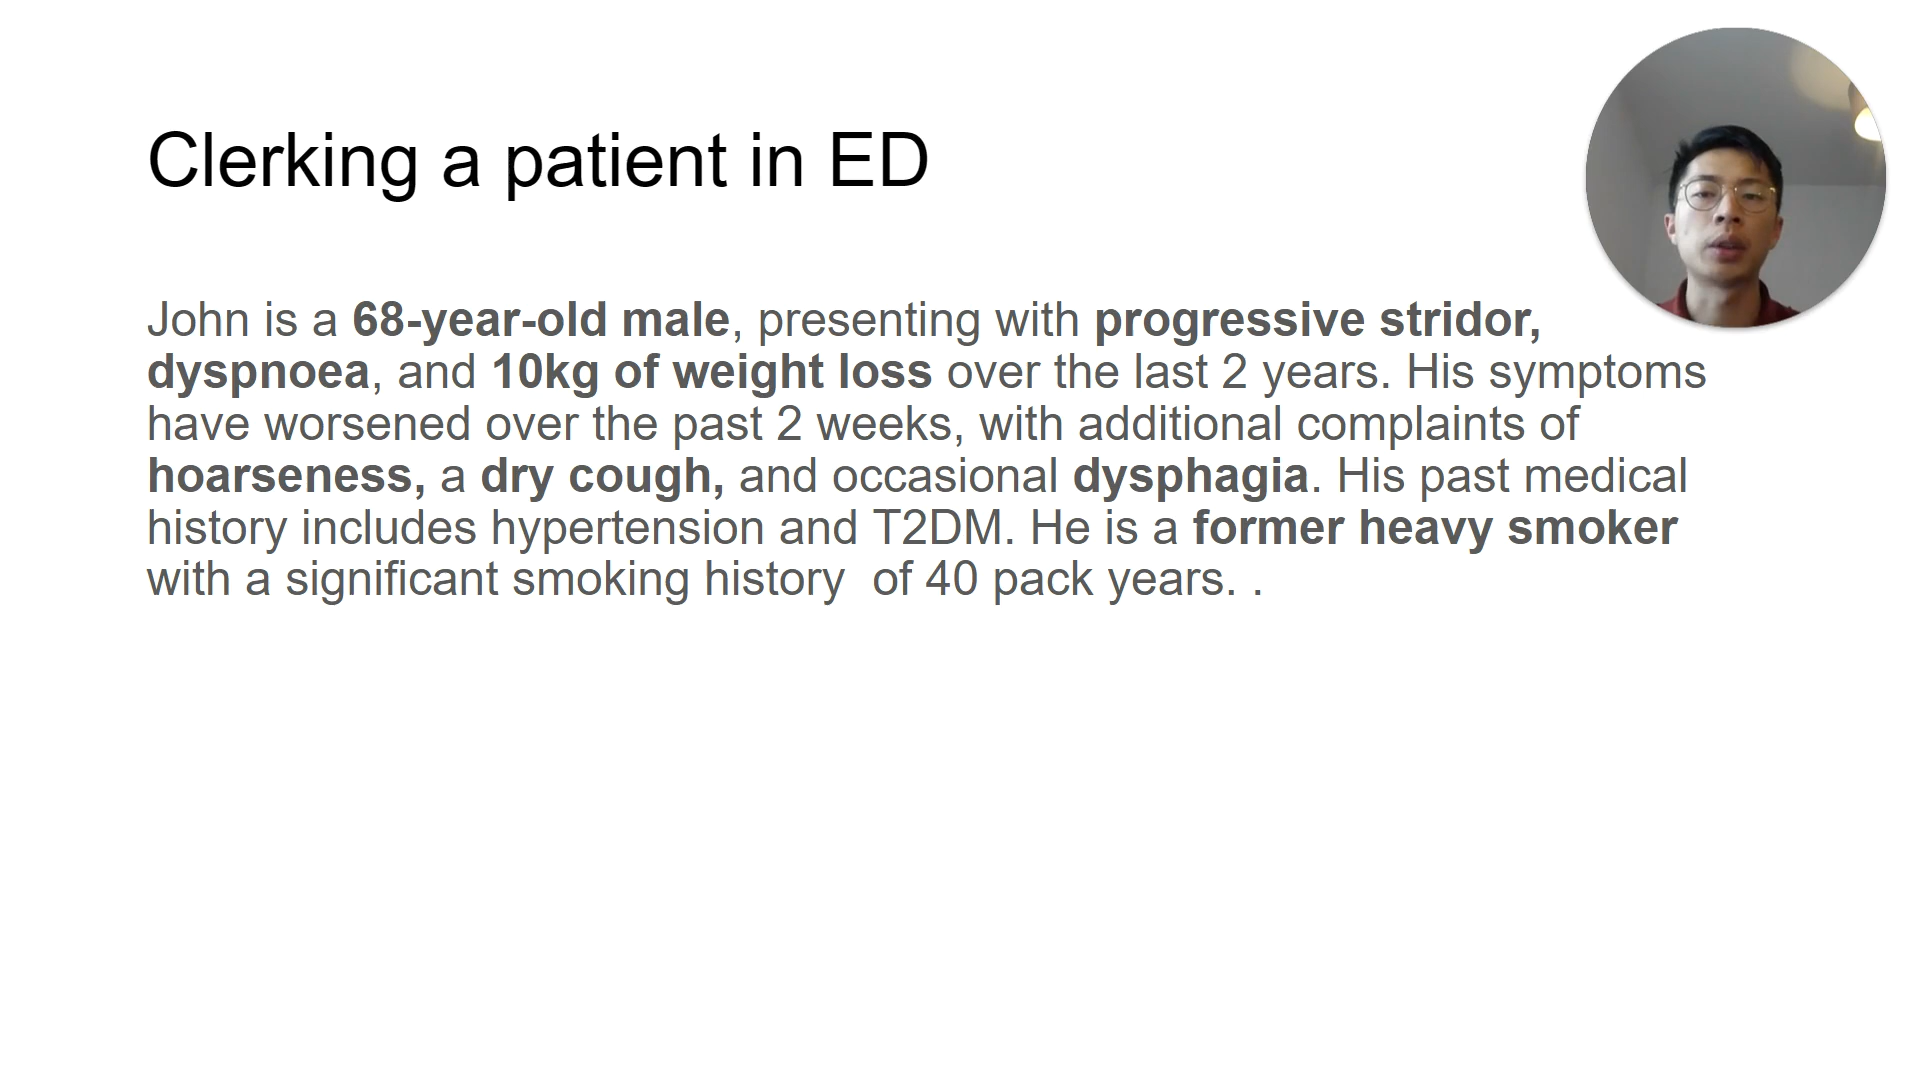 Clerking a patient in ED
John is a 68-year-old male, presenting with progressive stridor,
dyspnoea, and 10kg of weight loss over the last 2 years. His symptoms
have worsened over the past 2 weeks, with additional complaints of
hoarseness, a dry cough, and occasional dysphagia. His past medical
history includes hypertension and T2DM. He is a former heavy smoker
with a significant smoking history  of 40 pack years. .